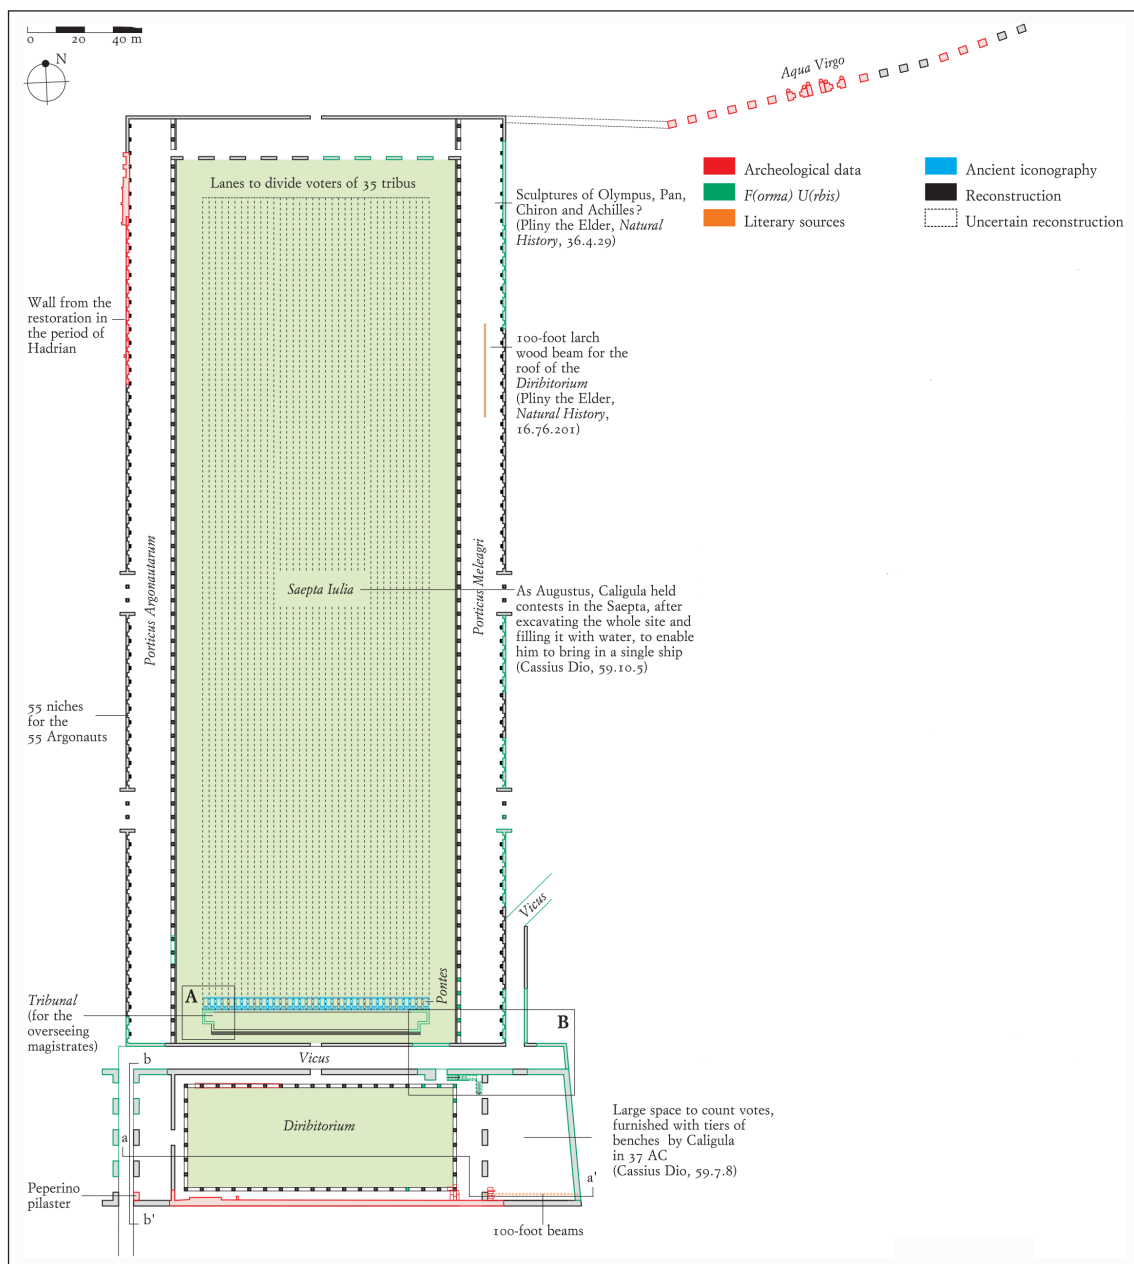 0 20 40 m
N
Aqua Virgo
Archeological data
F(orma) U(rbis)
Literary sources
Ancient iconography
Reconstruction
Uncertain reconstruction
Lanes to divide voters of 35 tribus
Sculptures of Olympus, Pan,
Chiron and Achilles?
(Pliny the Elder, Natural
History, 36.4.29)
Wall from the
restoration in
the period of
Hadrian
100-foot larch
wood beam for the
roof of the
Diribitorium
(Pliny the Elder,
Natural History,
16.76.201)
Porticus Argonautarum
Saepta Iulia
Porticus Meleagri
As Augustus, Caligula held
contests in the Saepta, after
excavating the whole site and
filling it with water, to enable
him to bring in a single ship
(Cassius Dio, 59.10.5)
55 niches
for the
55 Argonauts
Vicus
Pontes
A
Tribunal
(for the
overseeing
magistrates)
B
b
Vicus
Diribitorium
a
Large space to count votes,
furnished with tiers of
benches by Caligula
in 37 AC
(Cassius Dio, 59.7.8)
a'
Peperino
pilaster
b'
100-foot beams